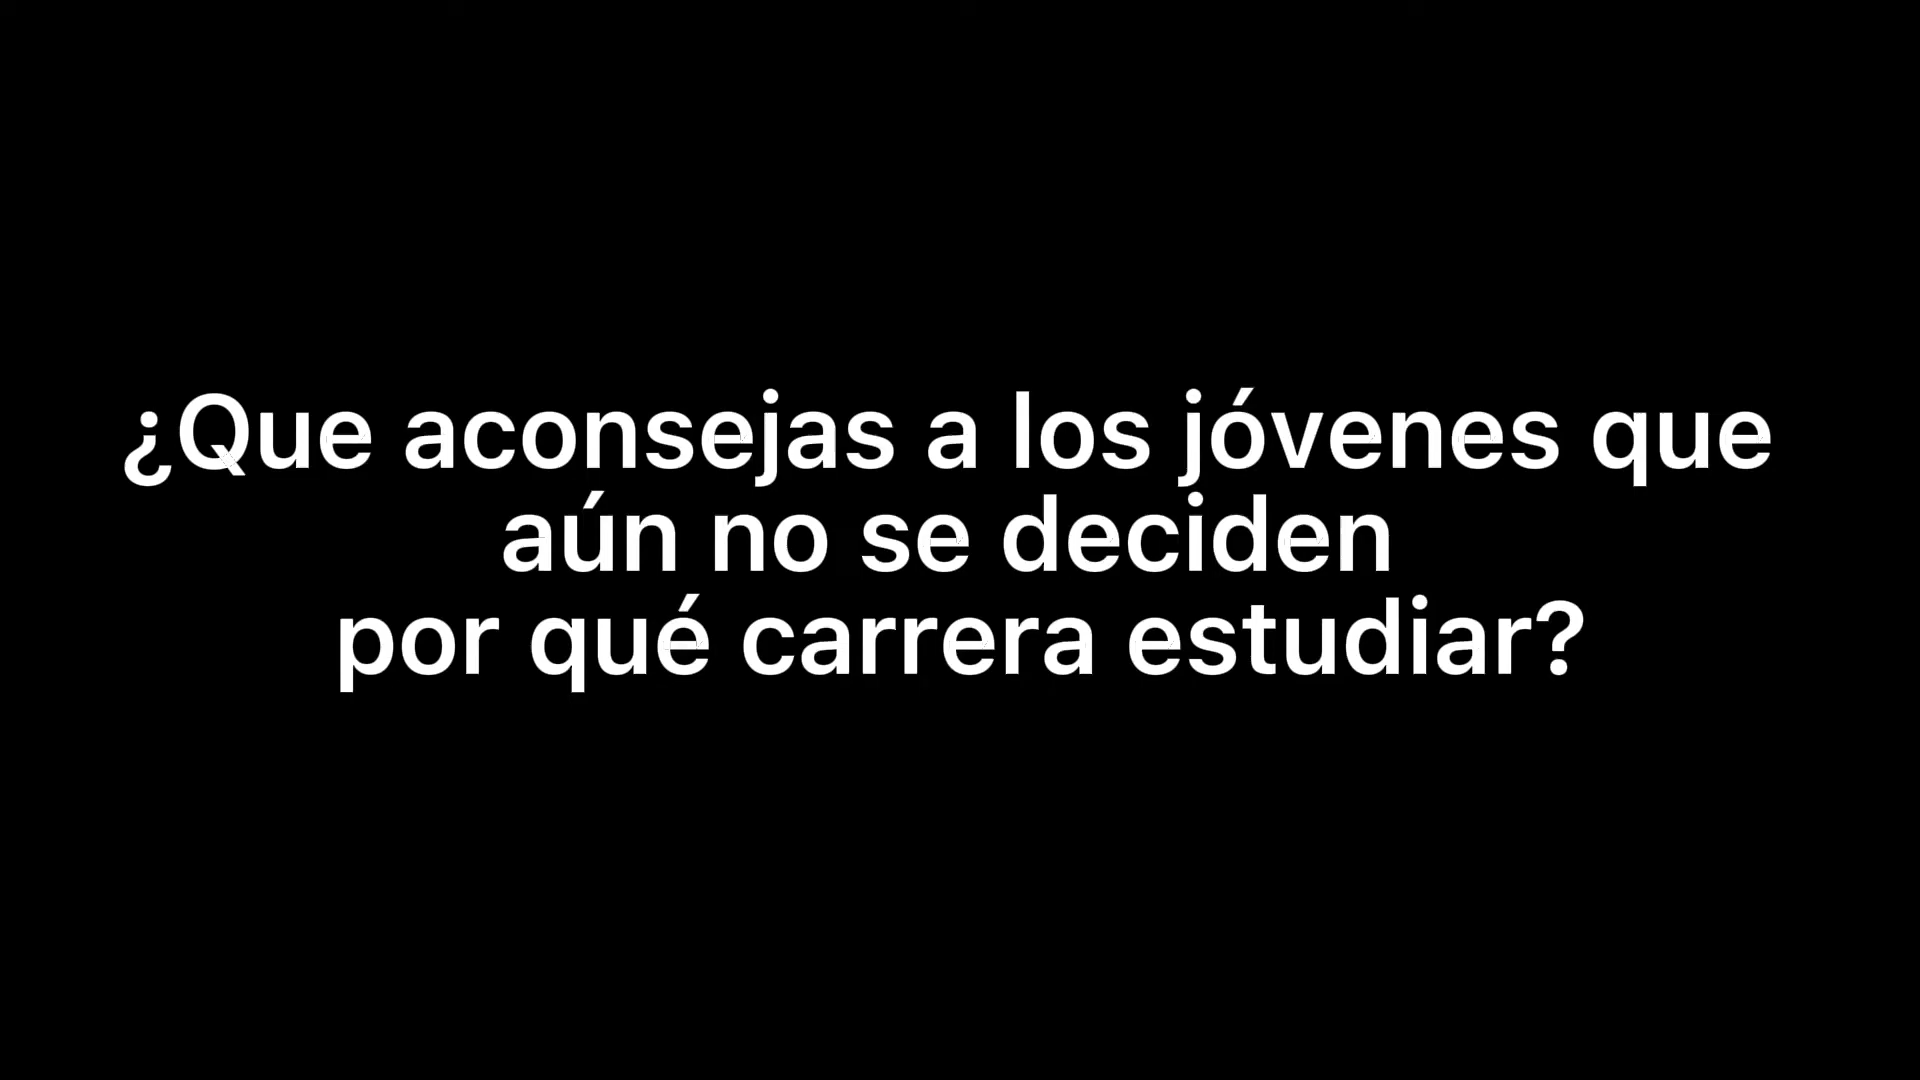 ¿Que aconsejas a los jóvenes que
aún no se deciden
por qué carrera estudiar?